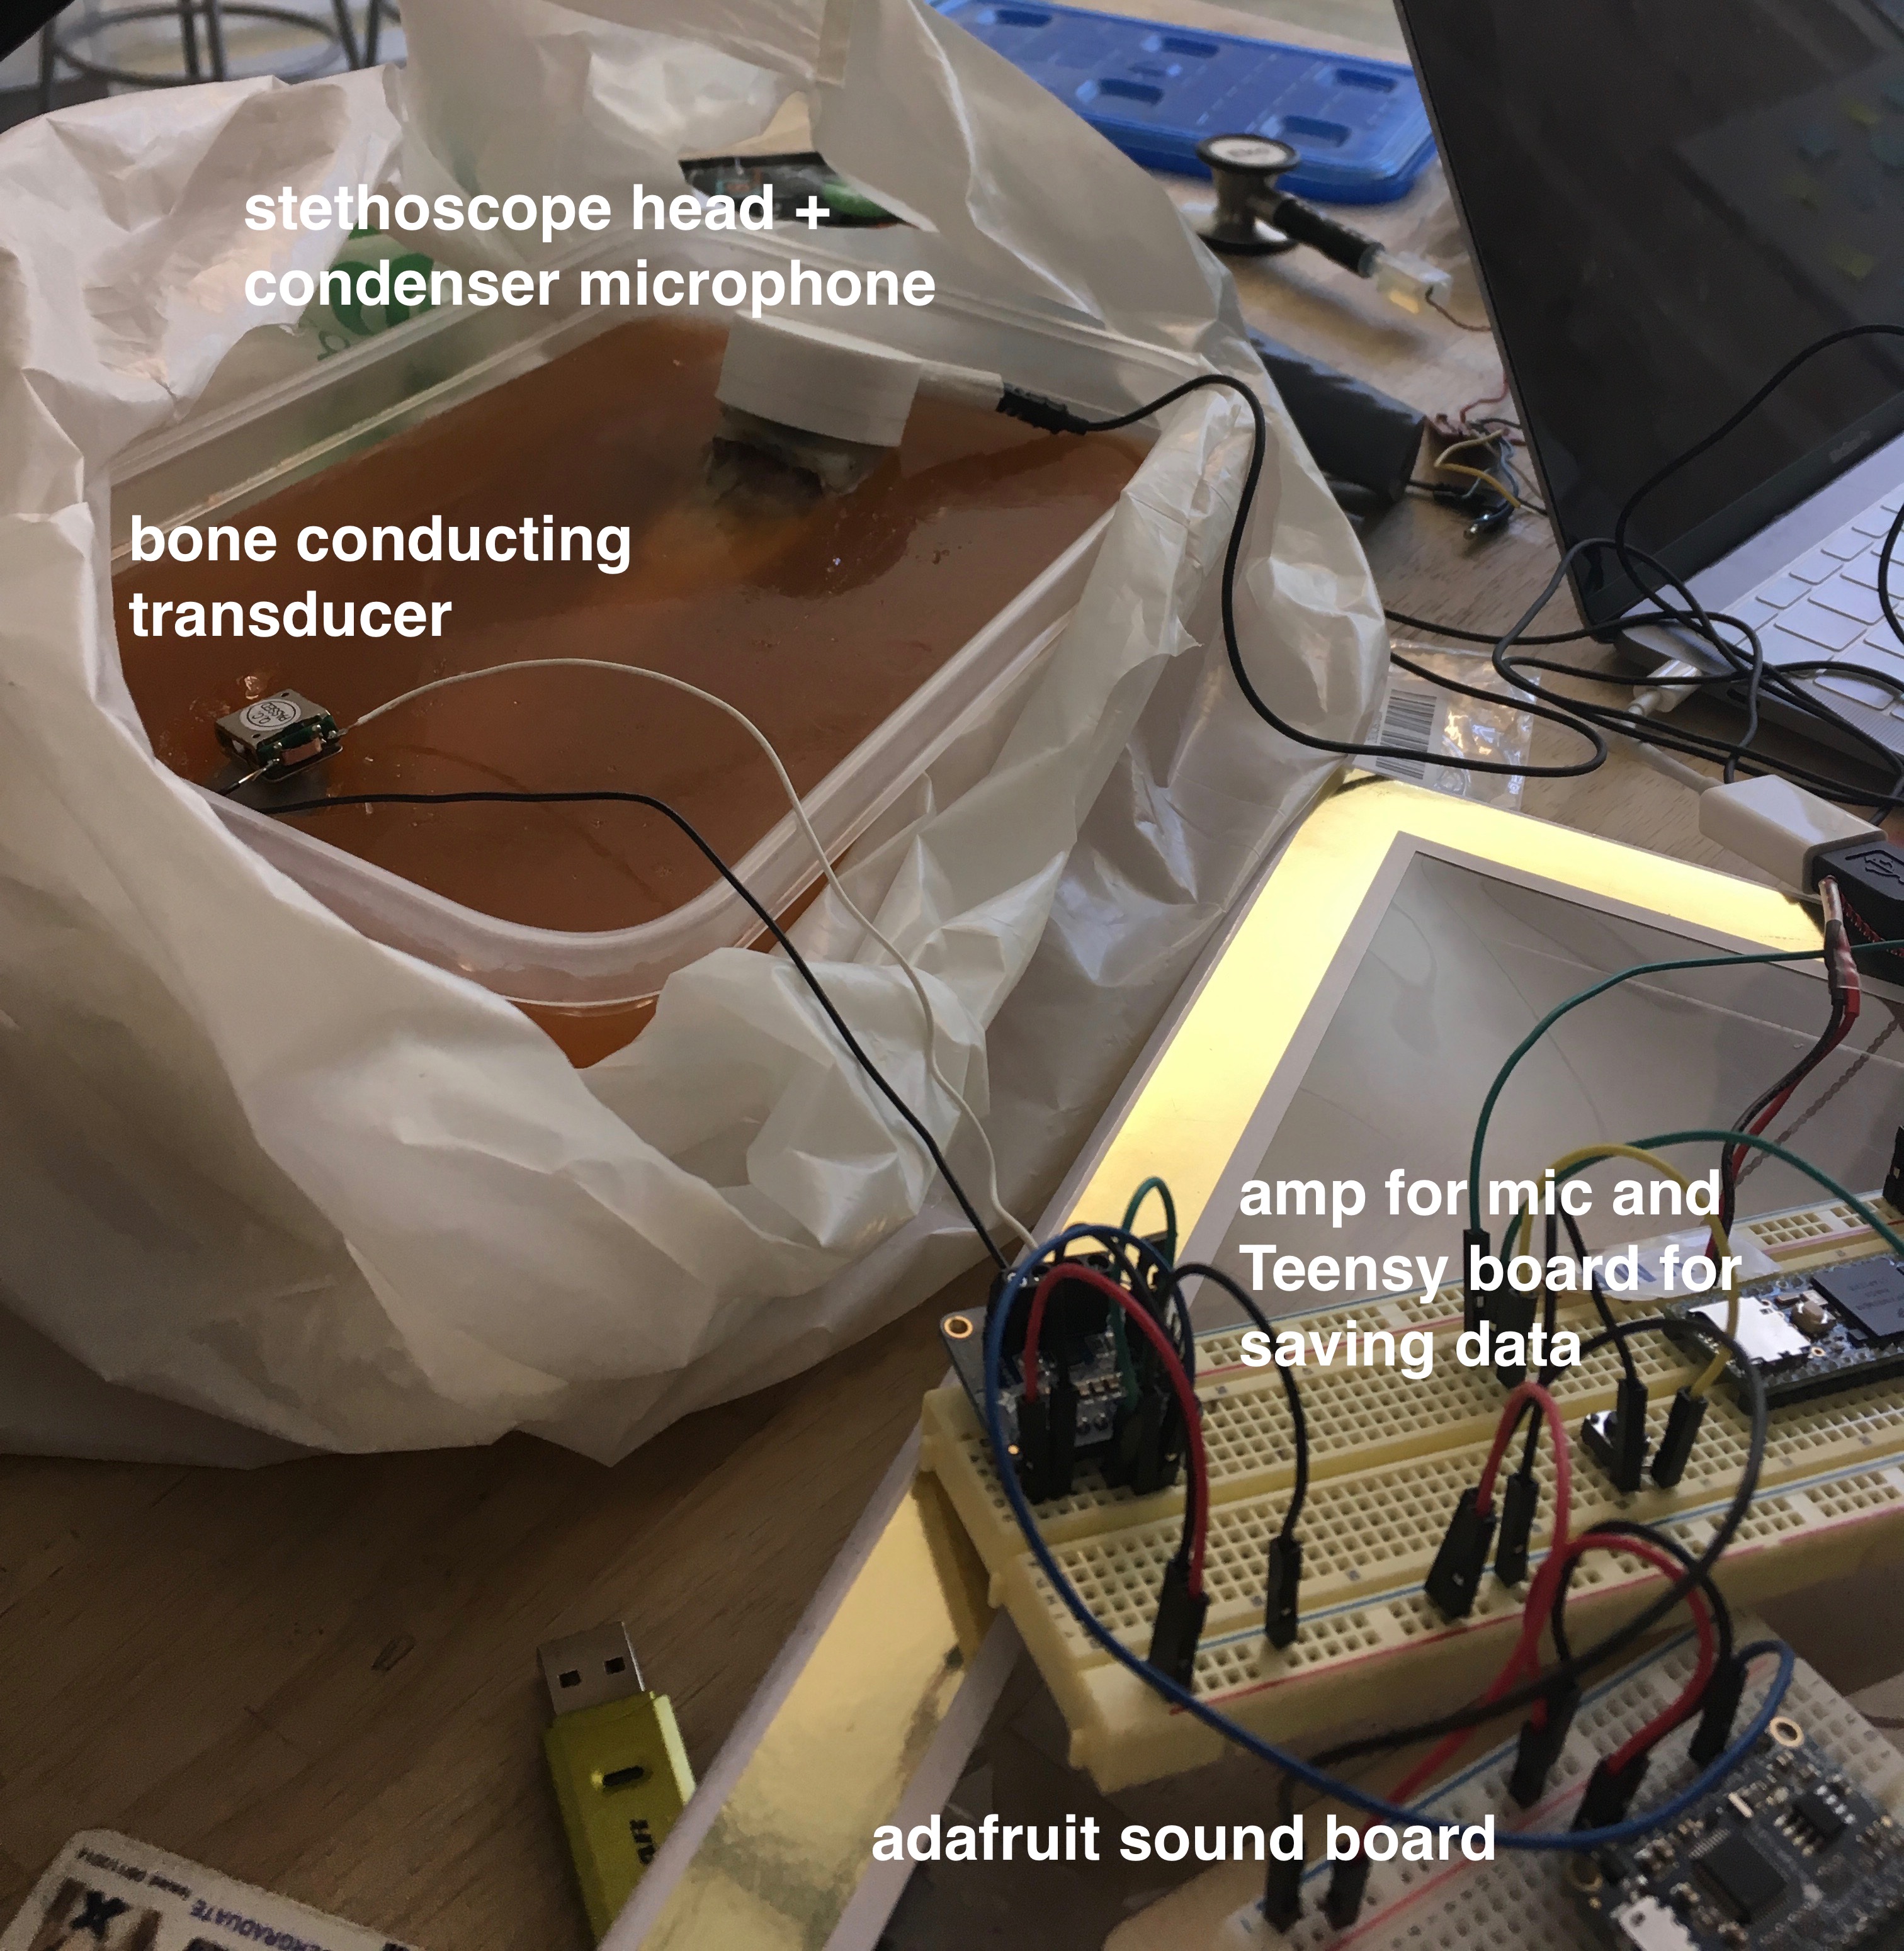 stethoscope head +
condenser microphone
bone conducting
transducer
Q.C.
PASSED
amp for mic and
Teensy board for
saving data
adafruit sound board